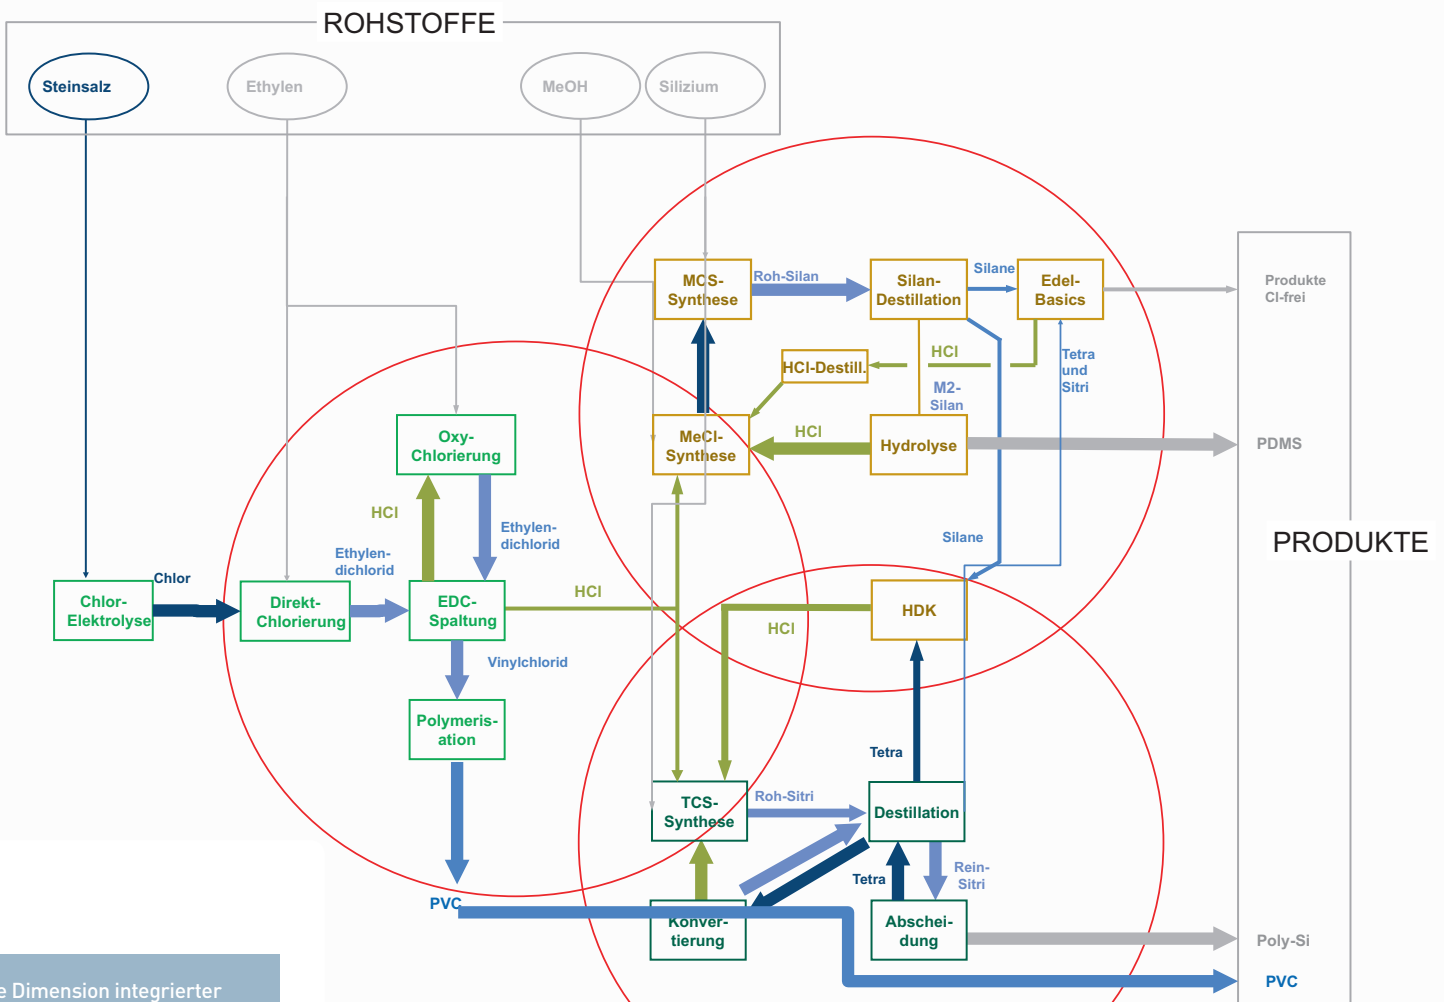 ROHSTOFFE
Steinsalz
Ethylen
MeOH
Silizium
MCS-
Synthese
Roh-Silan
Silan-
Destillation
Silane
Edel-
Basics
Produkte
Cl-frei
HCl-Destill.
HCl
Tetra
und
Sitri
M2-
Silan
Oxy-
Chlorierung
MeCl-
Synthese
HCl
Hydrolyse
PDMS
HCl
Ethylen-
dichlorid
Ethylen-
dichlorid
Silane
PRODUKTE
Chlor
Chlor-
Elektrolyse
Direkt-
Chlorierung
EDC-
Spaltung
HCl
HCl
HDK
Vinylchlorid
Polymeris-
ation
Tetra
TCS-
Synthese
Roh-Sitri
Destillation
Tetra
Rein-
Sitri
PVC
Konver-
tierung
Abschei-
dung
Poly-Si
PVC
e Dimension integrierter